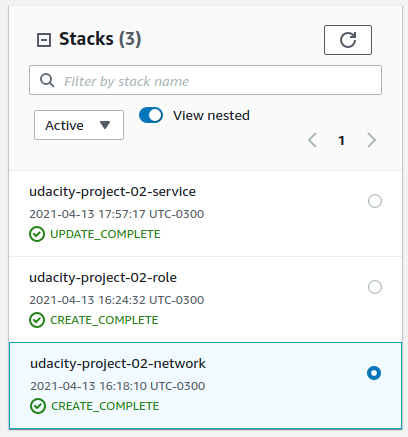 Stacks (3)
Filter by stack name
Active
View nested
1
udacity-project-02-service
2021-04-13 17:57:17 UTC-0300
UPDATE_COMPLETE
udacity-project-02-role
2021-04-13 16:24:32 UTC-0300
CREATE_COMPLETE
udacity-project-02-network
2021-04-13 16:18:10 UTC-0300
CREATE_COMPLETE